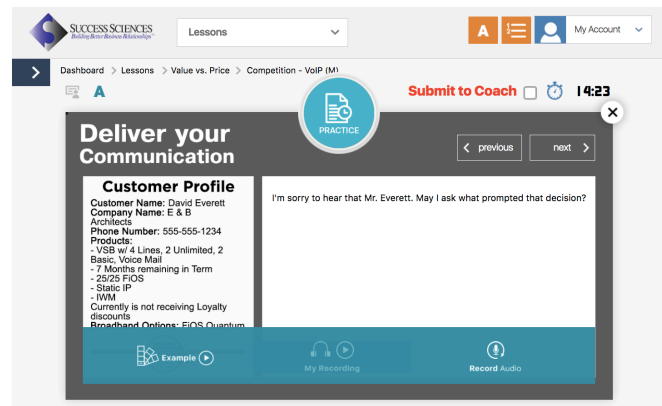 SUCCESS SCIENCES
Building Better Business Relationships™
Lessons
A
My Account
Dashboard > Lessons > Value vs. Price > Competition - VoIP (M)
A
PRACTICE
Submit to Coach
14:23
Deliver your
Communication
previous
next
Customer Profile
Customer Name: David Everett
Company Name: E & B
Architects
Phone Number: 555-555-1234
Products:
- VSB w/ 4 Lines, 2 Unlimited, 2
Basic, Voice Mail
- 7 Months remaining in Term
- 25/25 FiOS
- Static IP
- IWM
Currently is not receiving Loyalty
discounts
Broadband Options: FiOS Quantum
I'm sorry to hear that Mr. Everett. May I ask what prompted that decision?
Example
My Recording
Record Audio